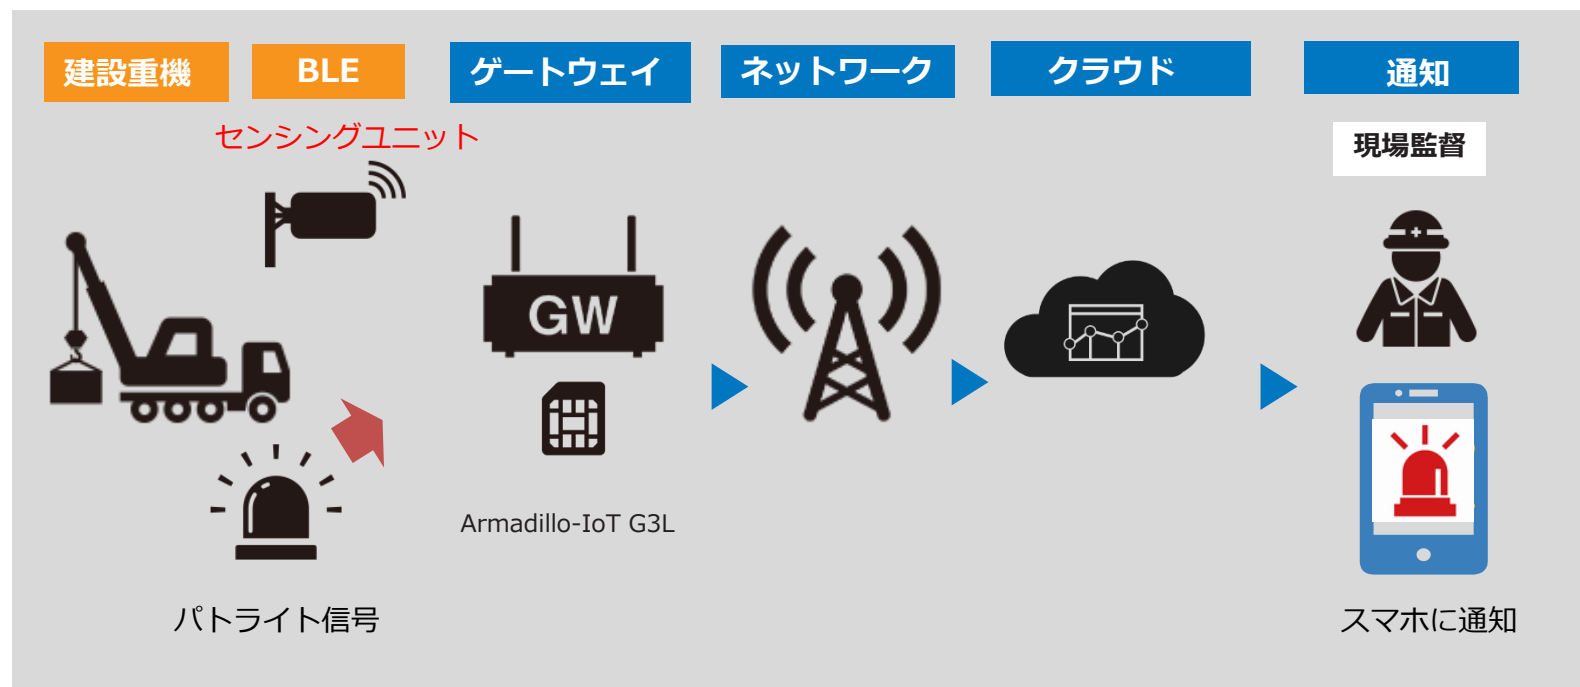 建設重機
BLE
ゲートウェイ
ネットワーク
クラウド
通知
センシングユニット
現場監督
GW
Armadillo-IoT G3L
パトライト信号
スマホに通知